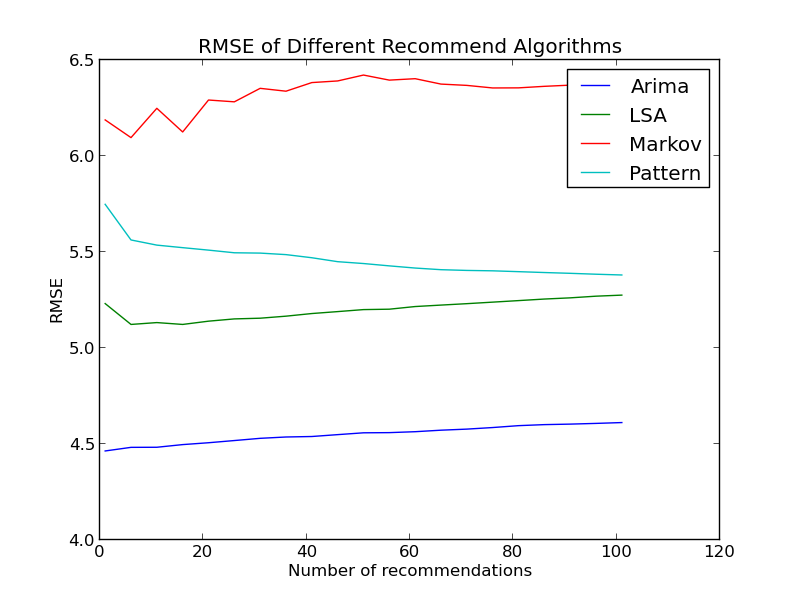 RMSE of Different Recommend Algorithms
6.5
6.0
5.5
5.0
4.5
4.0
RMSE
Arima
LSA
Markov
Pattern
0 20 40 60 80 100 120
Number of recommendations